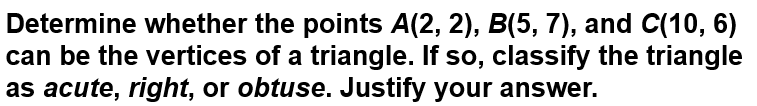 Determine whether the points A(2, 2), B(5, 7), and C(10, 6)
can be the vertices of a triangle. If so, classify the triangle
as acute, right, or obtuse. Justify your answer.